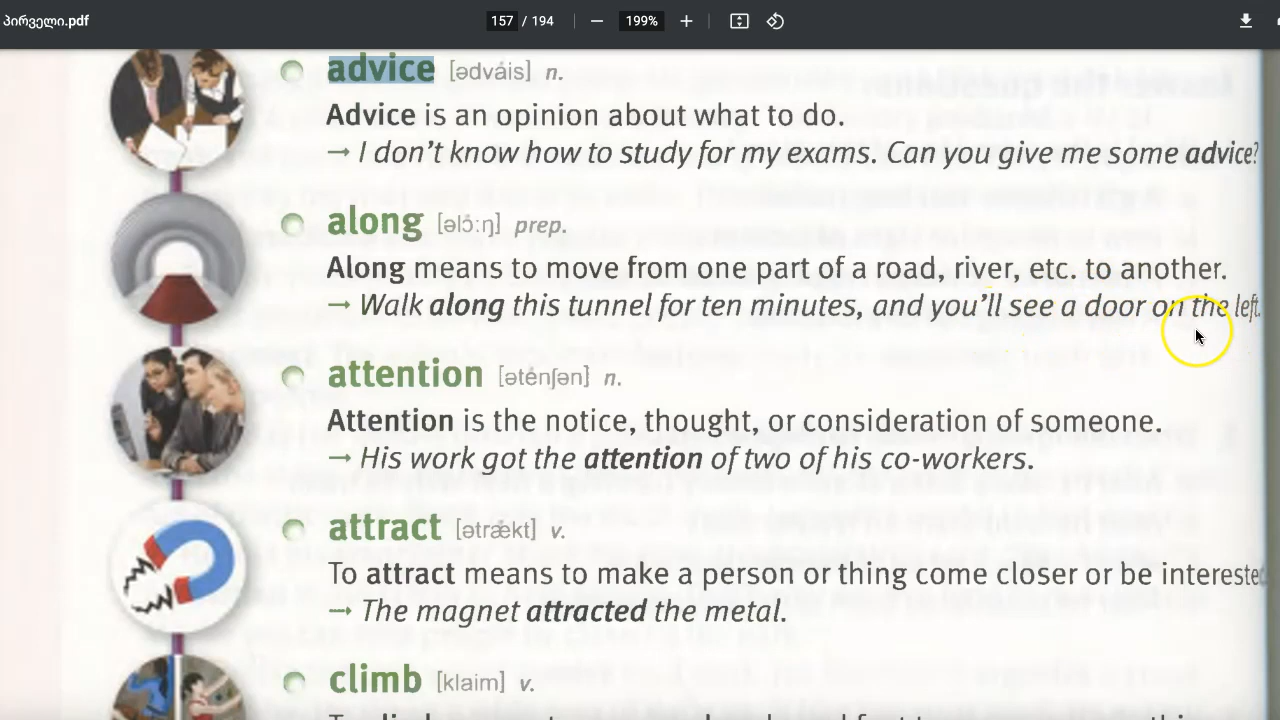 პირველი.pdf
157 / 194
199%
advice [ədváis] n.
Advice is an opinion about what to do.
→ I don't know how to study for my exams. Can you give me some advice?
along [əlɔ́:ŋ] prep.
Along means to move from one part of a road, river, etc. to another.
→ Walk along this tunnel for ten minutes, and you'll see a door on the left.
attention [əténʃən] n.
Attention is the notice, thought, or consideration of someone.
→ His work got the attention of two of his co-workers.
attract [ətrǽkt] v.
To attract means to make a person or thing come closer or be interested
→ The magnet attracted the metal.
climb [klaim] v.